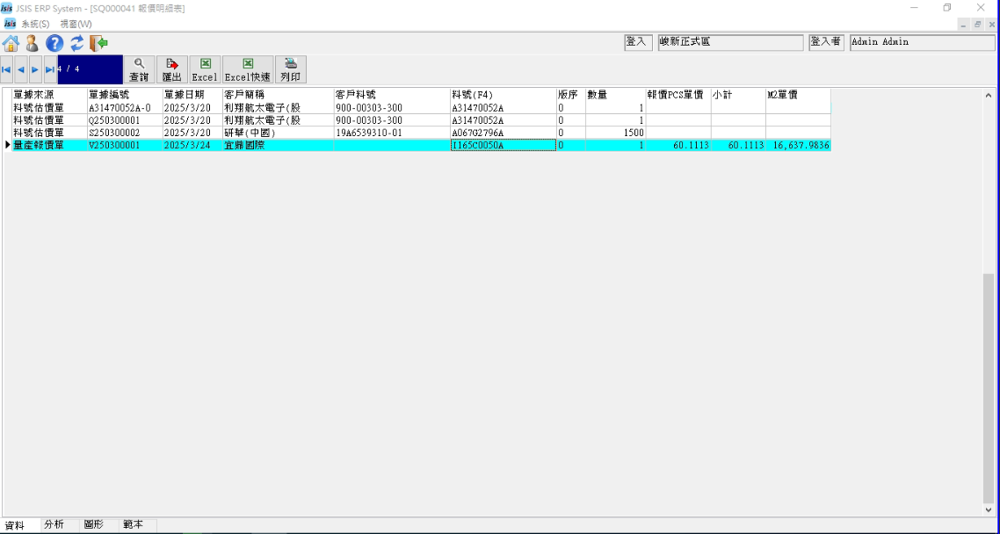 jsis JSIS ERP System - [SQ000041 報價明細表]
jsis 系統(S) 視窗(W)
登入 峻新正式區 登入者 Admin Admin
4 / 4 查詢 匯出 Excel Excel快速 列印
單據來源 單據編號 單據日期 客戶簡稱 客戶料號 料號(F4) 版序 數量 報價PCS單價 小計 M2單價
料號估價單 A31470052A-0 2025/3/20 利翔航太電子(股 900-00303-300 A31470052A 0 1
料號估價單 Q250300001 2025/3/20 利翔航太電子(股 900-00303-300 A31470052A 0 1
料號估價單 S250300002 2025/3/20 研華(中國) 19A6539310-01 A067G2796A 0 1500
量產報價單 V250300001 2025/3/24 宜鼎國際 I165C0050A 0 1 60.1113 60.1113 16,637.9836
資料 分析 圖形 範本